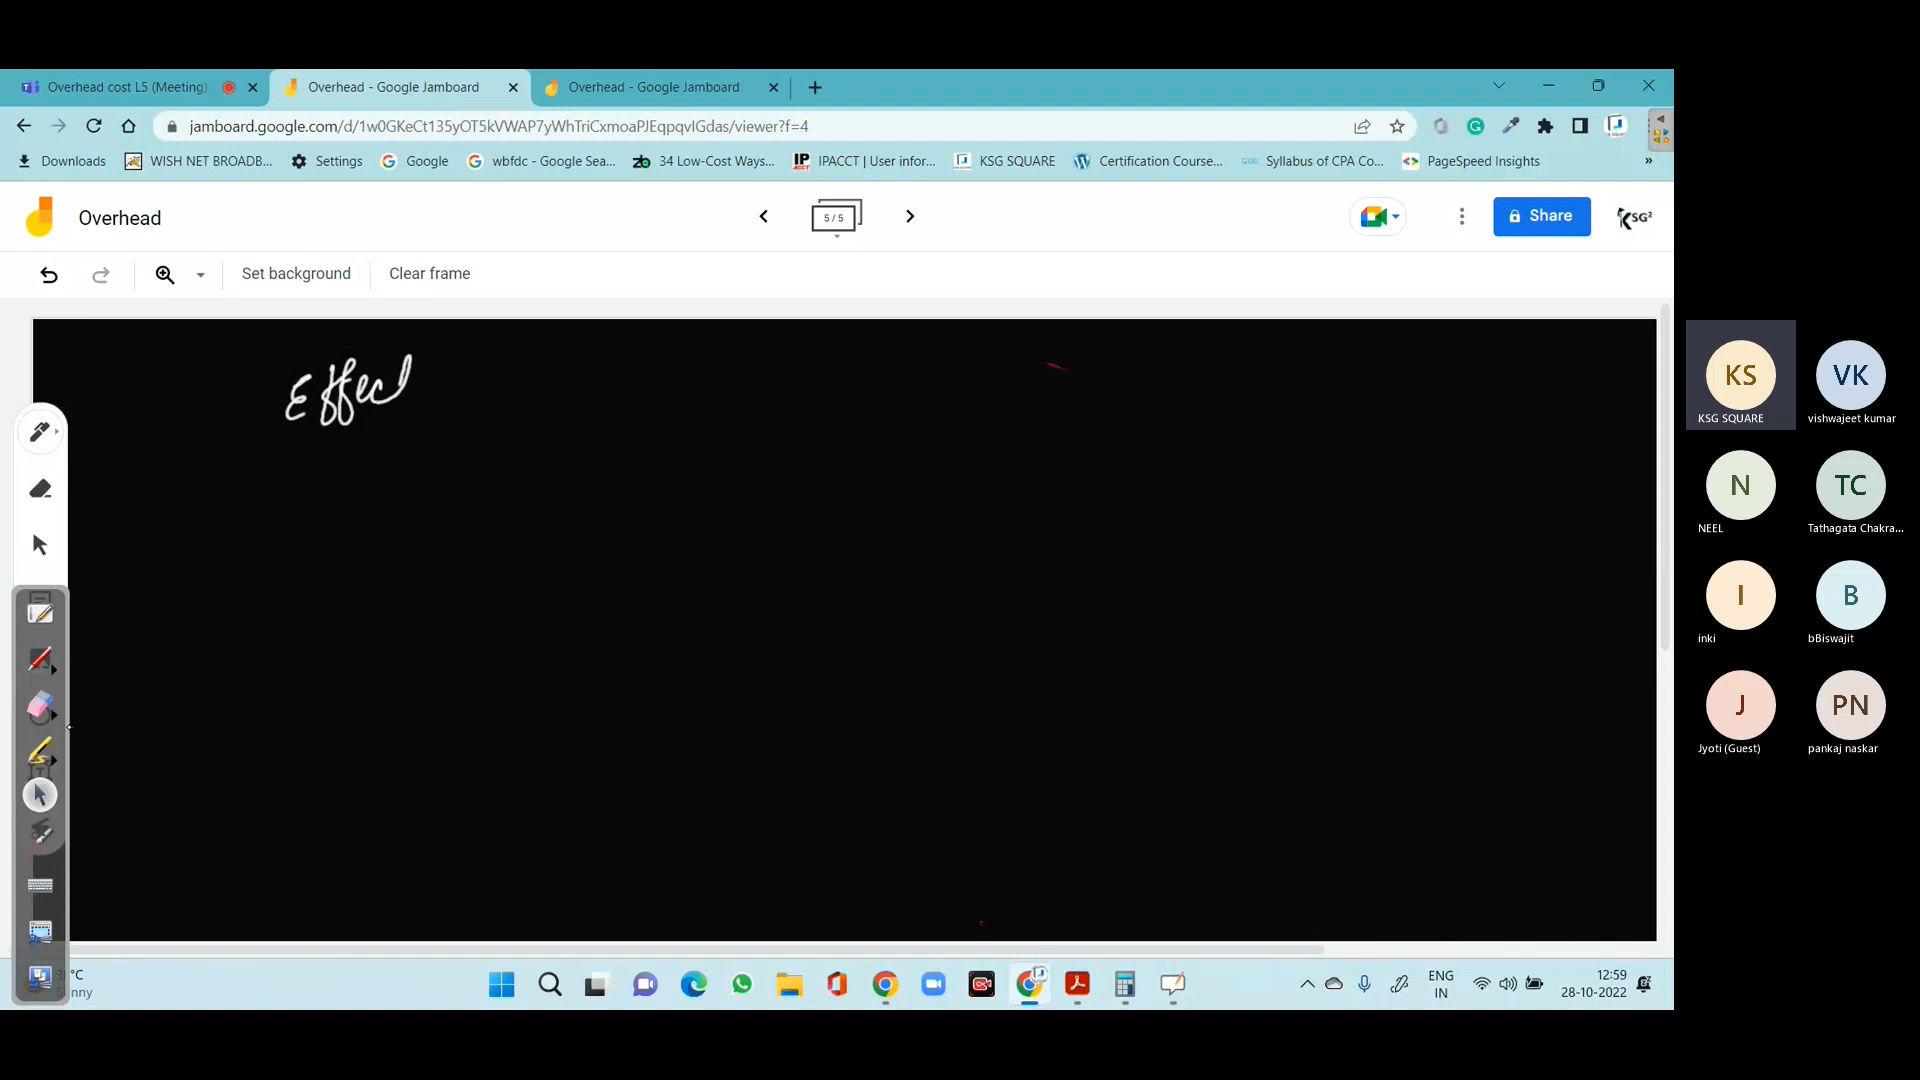 Overhead cost L5 (Meeting) Overhead - Google Jamboard Overhead - Google Jamboard
jamboard.google.com/d/1w0GKeCt135yOT5kVWAP7yWhTriCxmoaPJEqpqvIGdas/viewer?f=4
Downloads WISH NET BROADB... Settings Google wbfdc - Google Sea... 34 Low-Cost Ways... IPACCT | User infor... KSG SQUARE Certification Course... Syllabus of CPA Co... PageSpeed Insights »
Overhead 5 / 5 Share KSG²
Set background Clear frame
Effect
KS VK
KSG SQUARE vishwajeet kumar
N TC
NEEL Tathagata Chakra...
I B
inki bBiswajit
J PN
Jyoti (Guest) pankaj naskar
°C
ENG 12:59
IN 28-10-2022